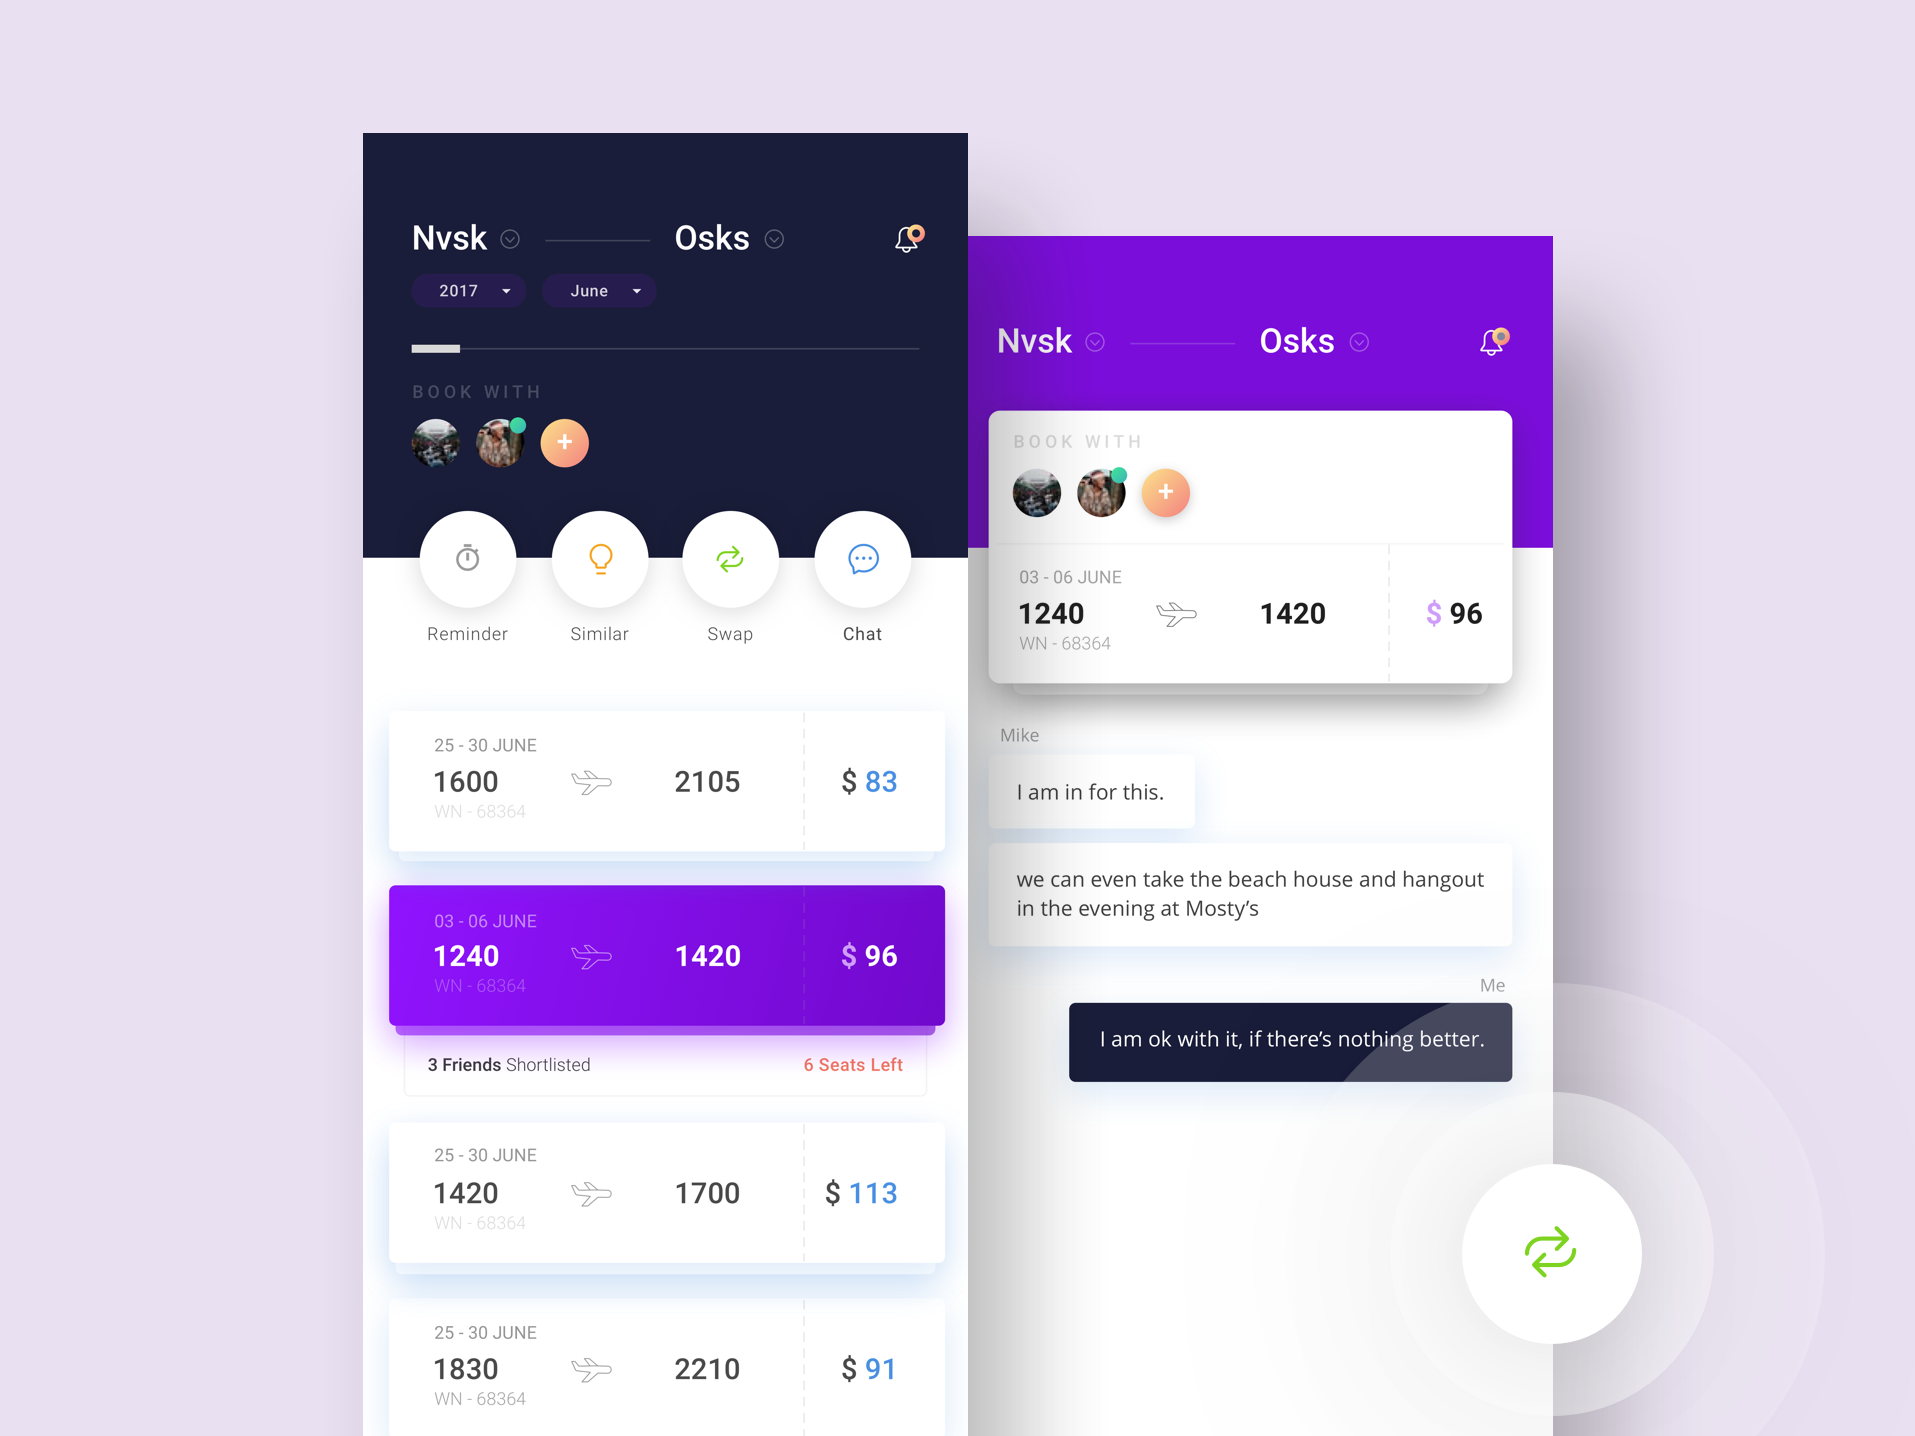 Nvsk Osks
2017 June
BOOK WITH
Reminder Similar Swap Chat
25 - 30 JUNE
1600 2105 $ 83
WN - 68364
03 - 06 JUNE
1240 1420 $ 96
WN - 68364
3 Friends Shortlisted 6 Seats Left
25 - 30 JUNE
1420 1700 $ 113
WN - 68364
25 - 30 JUNE
1830 2210 $ 91
WN - 68364
Nvsk Osks
BOOK WITH
03 - 06 JUNE
1240 1420 $ 96
WN - 68364
Mike
I am in for this.
we can even take the beach house and hangout
in the evening at Mosty’s
Me
I am ok with it, if there’s nothing better.